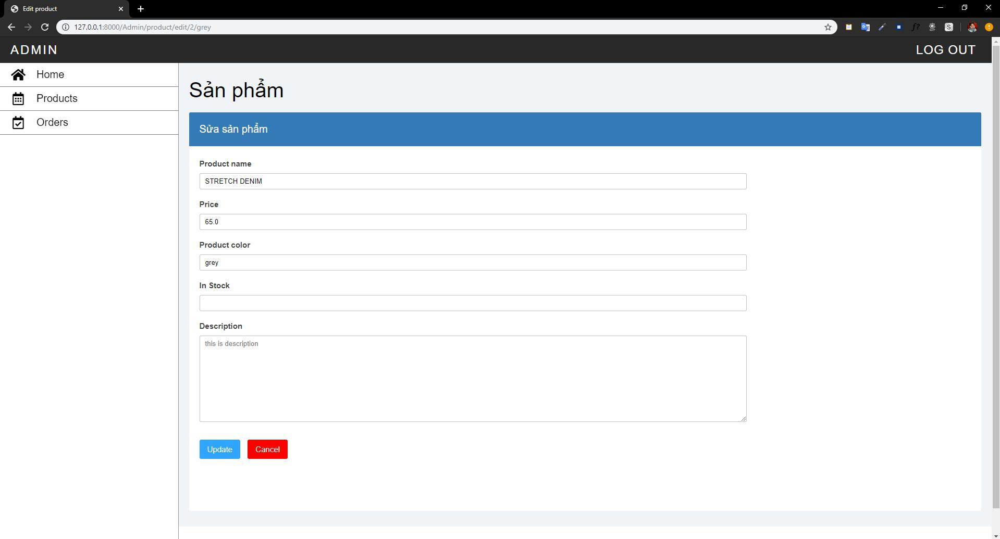 Edit product
127.0.0.1:8000/Admin/product/edit/2/grey
ADMIN
LOG OUT
Home
Products
Orders
Sản phẩm
Sửa sản phẩm
Product name
STRETCH DENIM
Price
65.0
Product color
grey
In Stock
Description
this is description
Update
Cancel